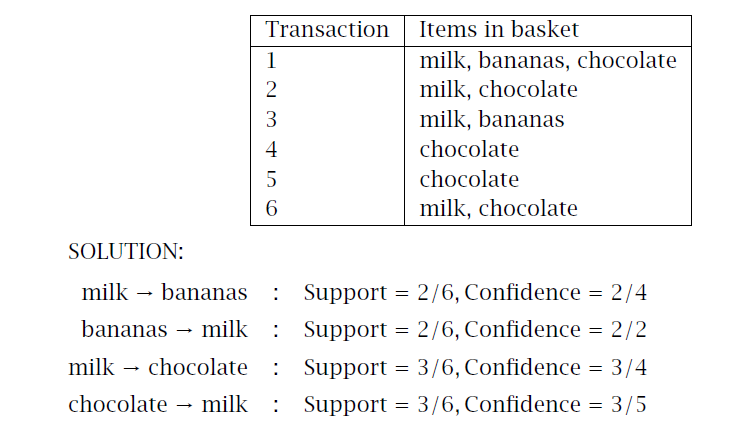 Transaction Items in basket
1 milk, bananas, chocolate
2 milk, chocolate
3 milk, bananas
4 chocolate
5 chocolate
6 milk, chocolate
SOLUTION:
milk → bananas : Support = 2/6, Confidence = 2/4
bananas → milk : Support = 2/6, Confidence = 2/2
milk → chocolate : Support = 3/6, Confidence = 3/4
chocolate → milk : Support = 3/6, Confidence = 3/5